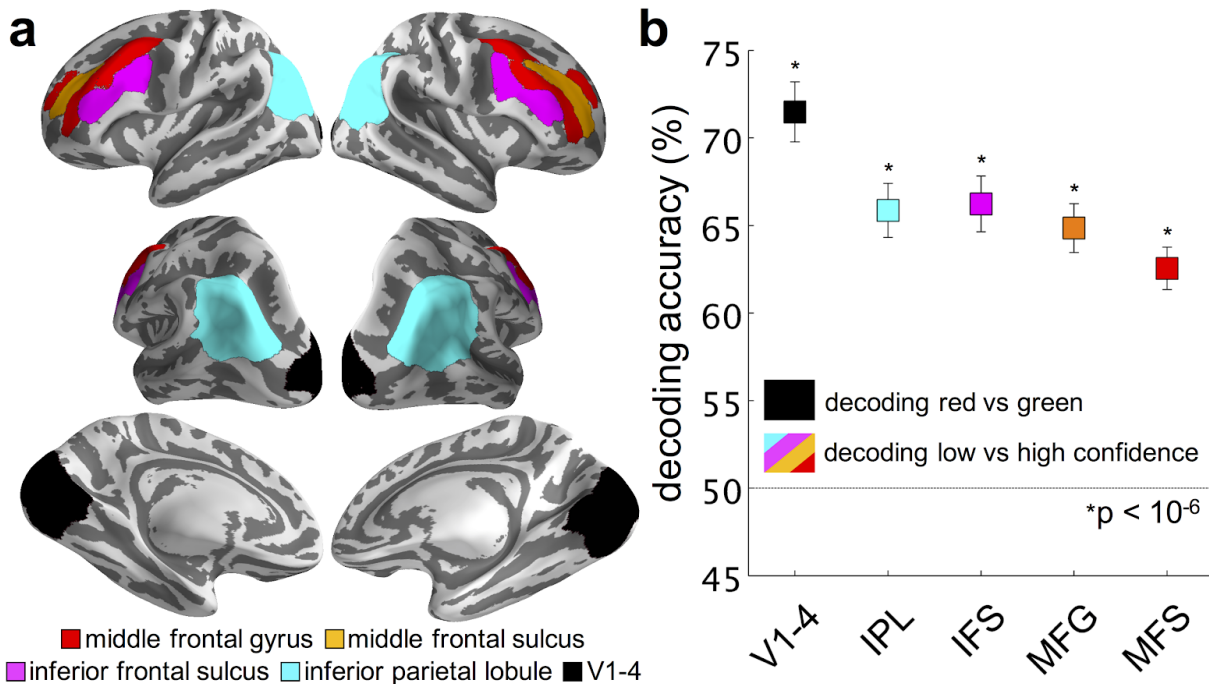 a
middle frontal gyrus middle frontal sulcus
inferior frontal sulcus inferior parietal lobule V1-4
b
decoding accuracy (%)
75
70
65
60
55
50
45
*
*
*
*
*
decoding red vs green
decoding low vs high confidence
*p < 10-6
V1-4
IPL
IFS
MFG
MFS